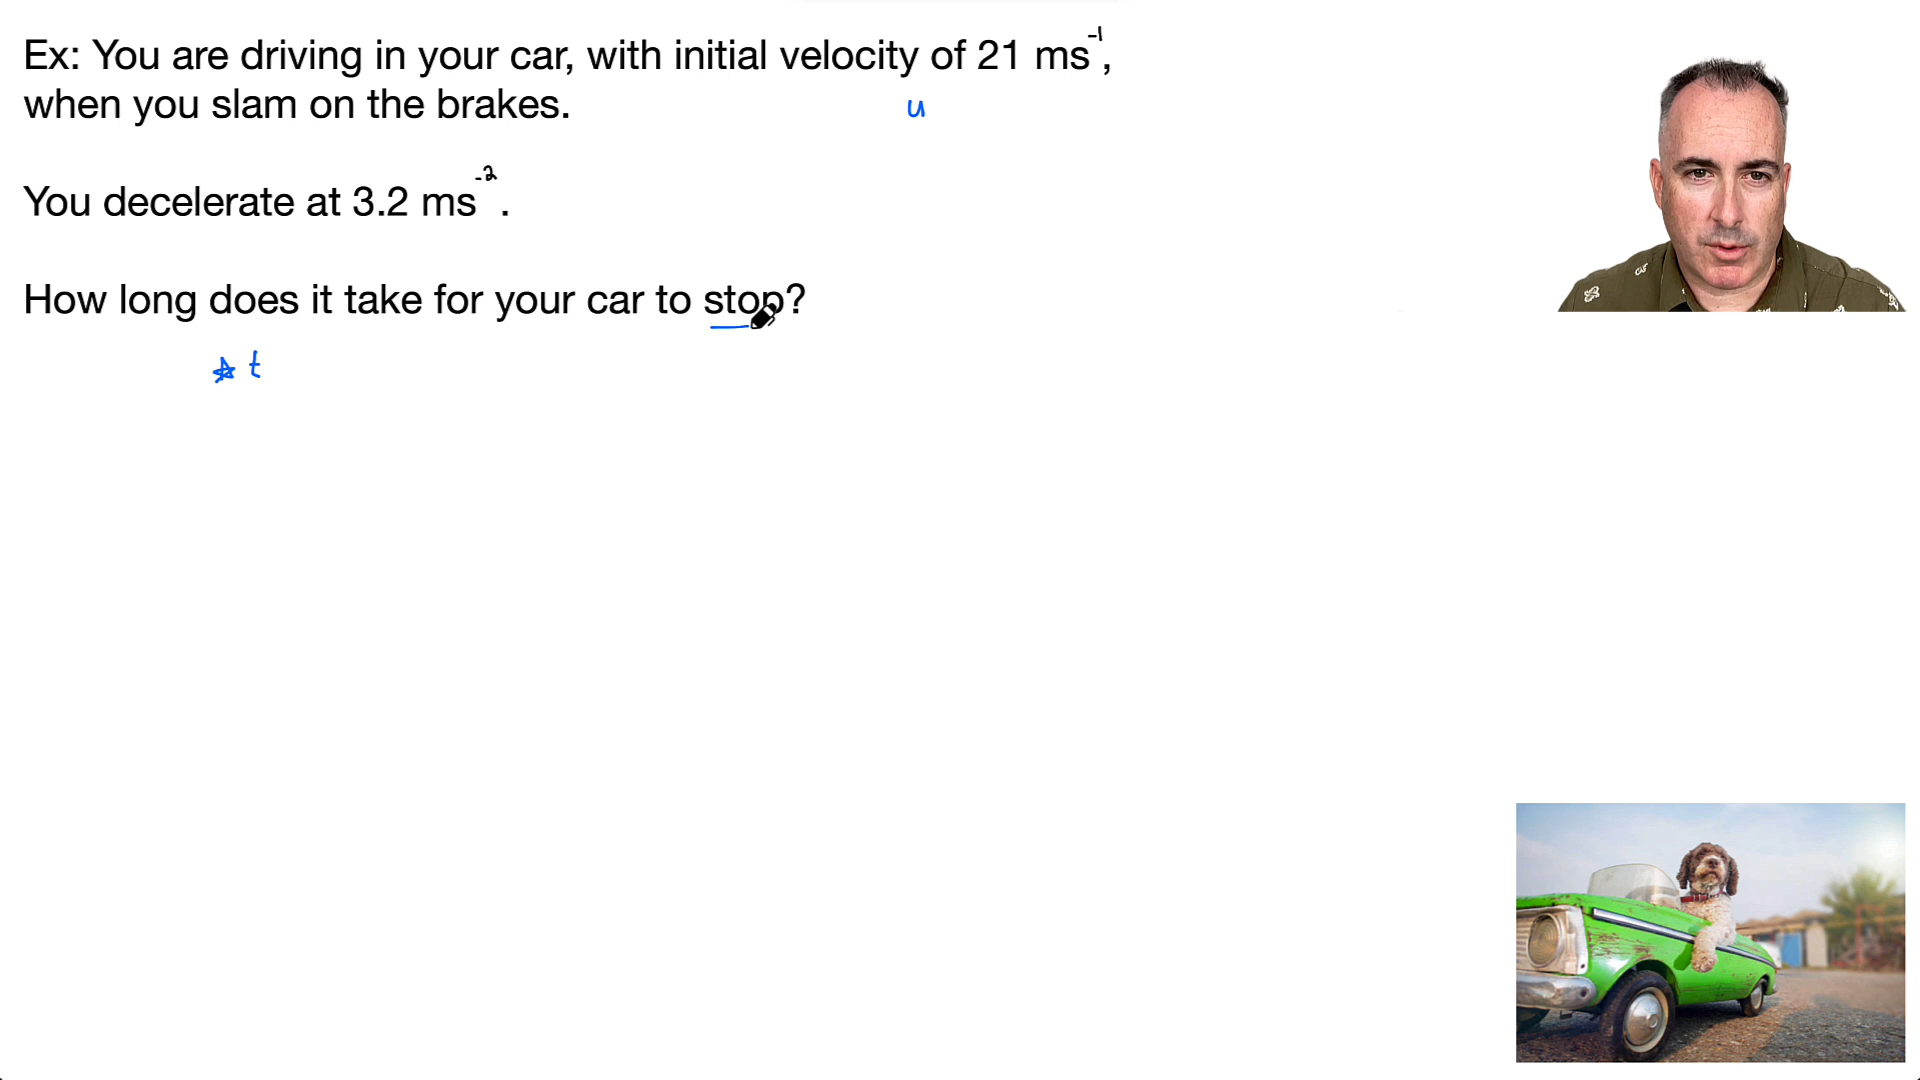 Ex: You are driving in your car, with initial velocity of 21 ms⁻¹,
when you slam on the brakes.
u
You decelerate at 3.2 ms⁻².
How long does it take for your car to stop?
☆ t